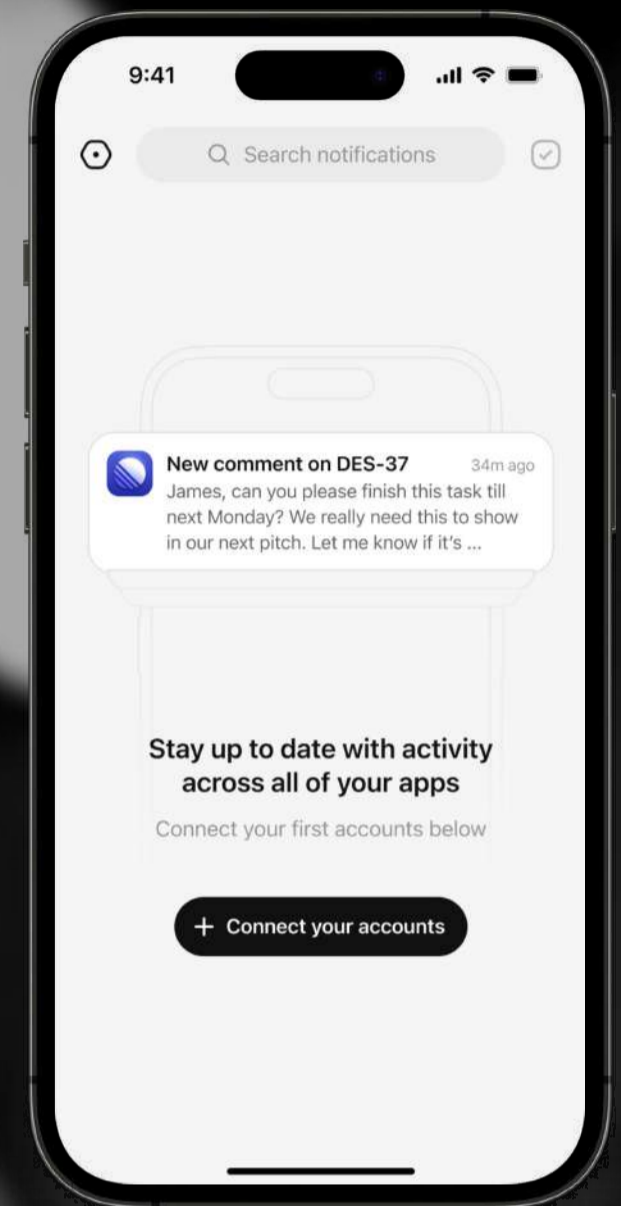 9:41
Search notifications
New comment on DES-37
34m ago
James, can you please finish this task till
next Monday? We really need this to show
in our next pitch. Let me know if it's ...
Stay up to date with activity
across all of your apps
Connect your first accounts below
+ Connect your accounts